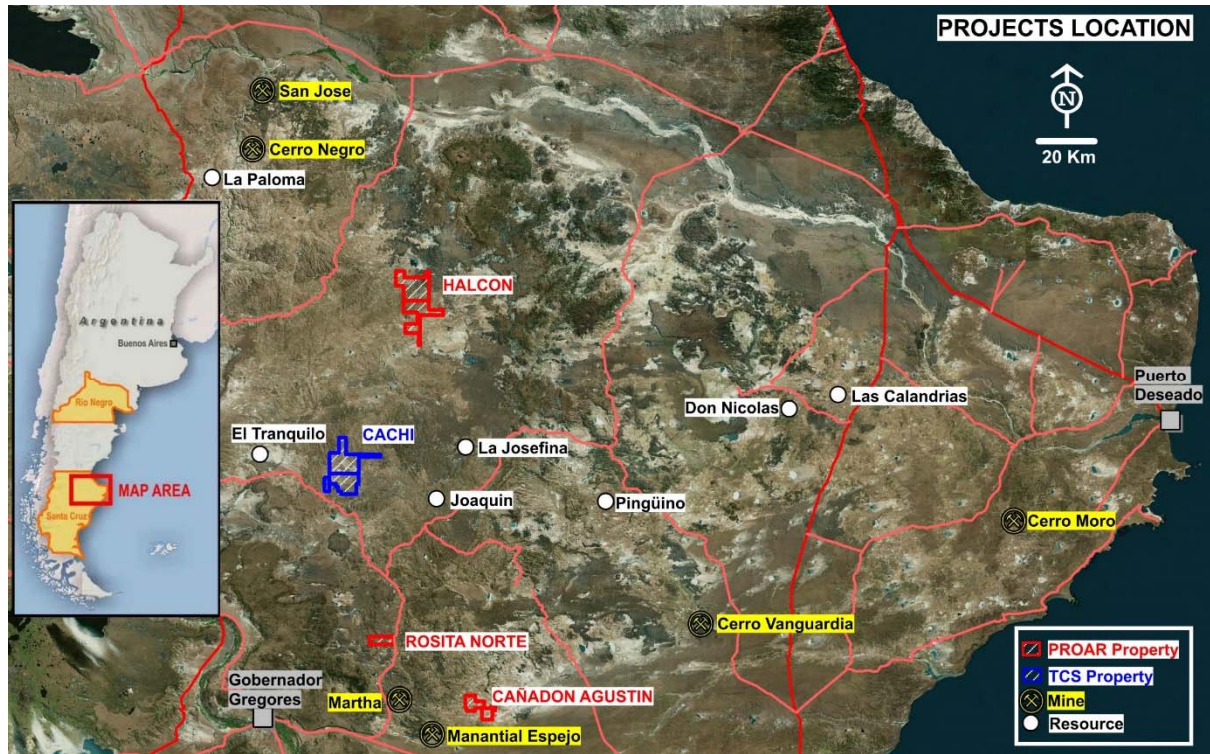 PROJECTS LOCATION
N
20 Km
San Jose
Cerro Negro
La Paloma
HALCON
Argentina
Buenos Aires
Río Negro
MAP AREA
Santa Cruz
Puerto
Deseado
Las Calandrias
Don Nicolas
El Tranquilo
CACHI
La Josefina
Joaquin
Pingüino
Cerro Moro
Cerro Vanguardia
ROSITA NORTE
Gobernador
Gregores
Martha
CAÑADON AGUSTIN
Manantial Espejo
PROAR Property
TCS Property
Mine
Resource